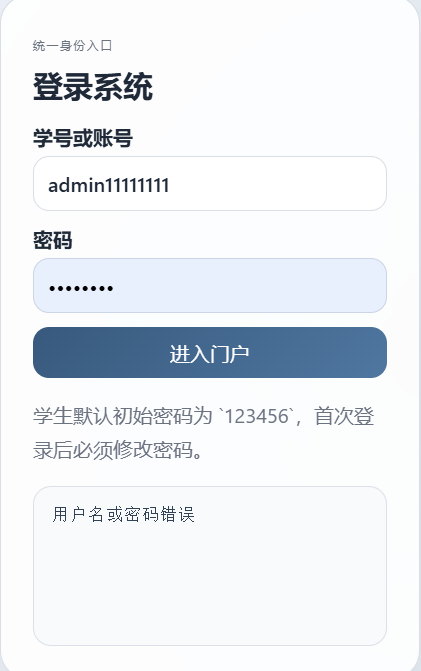 统一身份入口
登录系统
学号或账号
admin11111111
密码
••••••••
进入门户
学生默认初始密码为 `123456`，首次登
录后必须修改密码。
用户名或密码错误